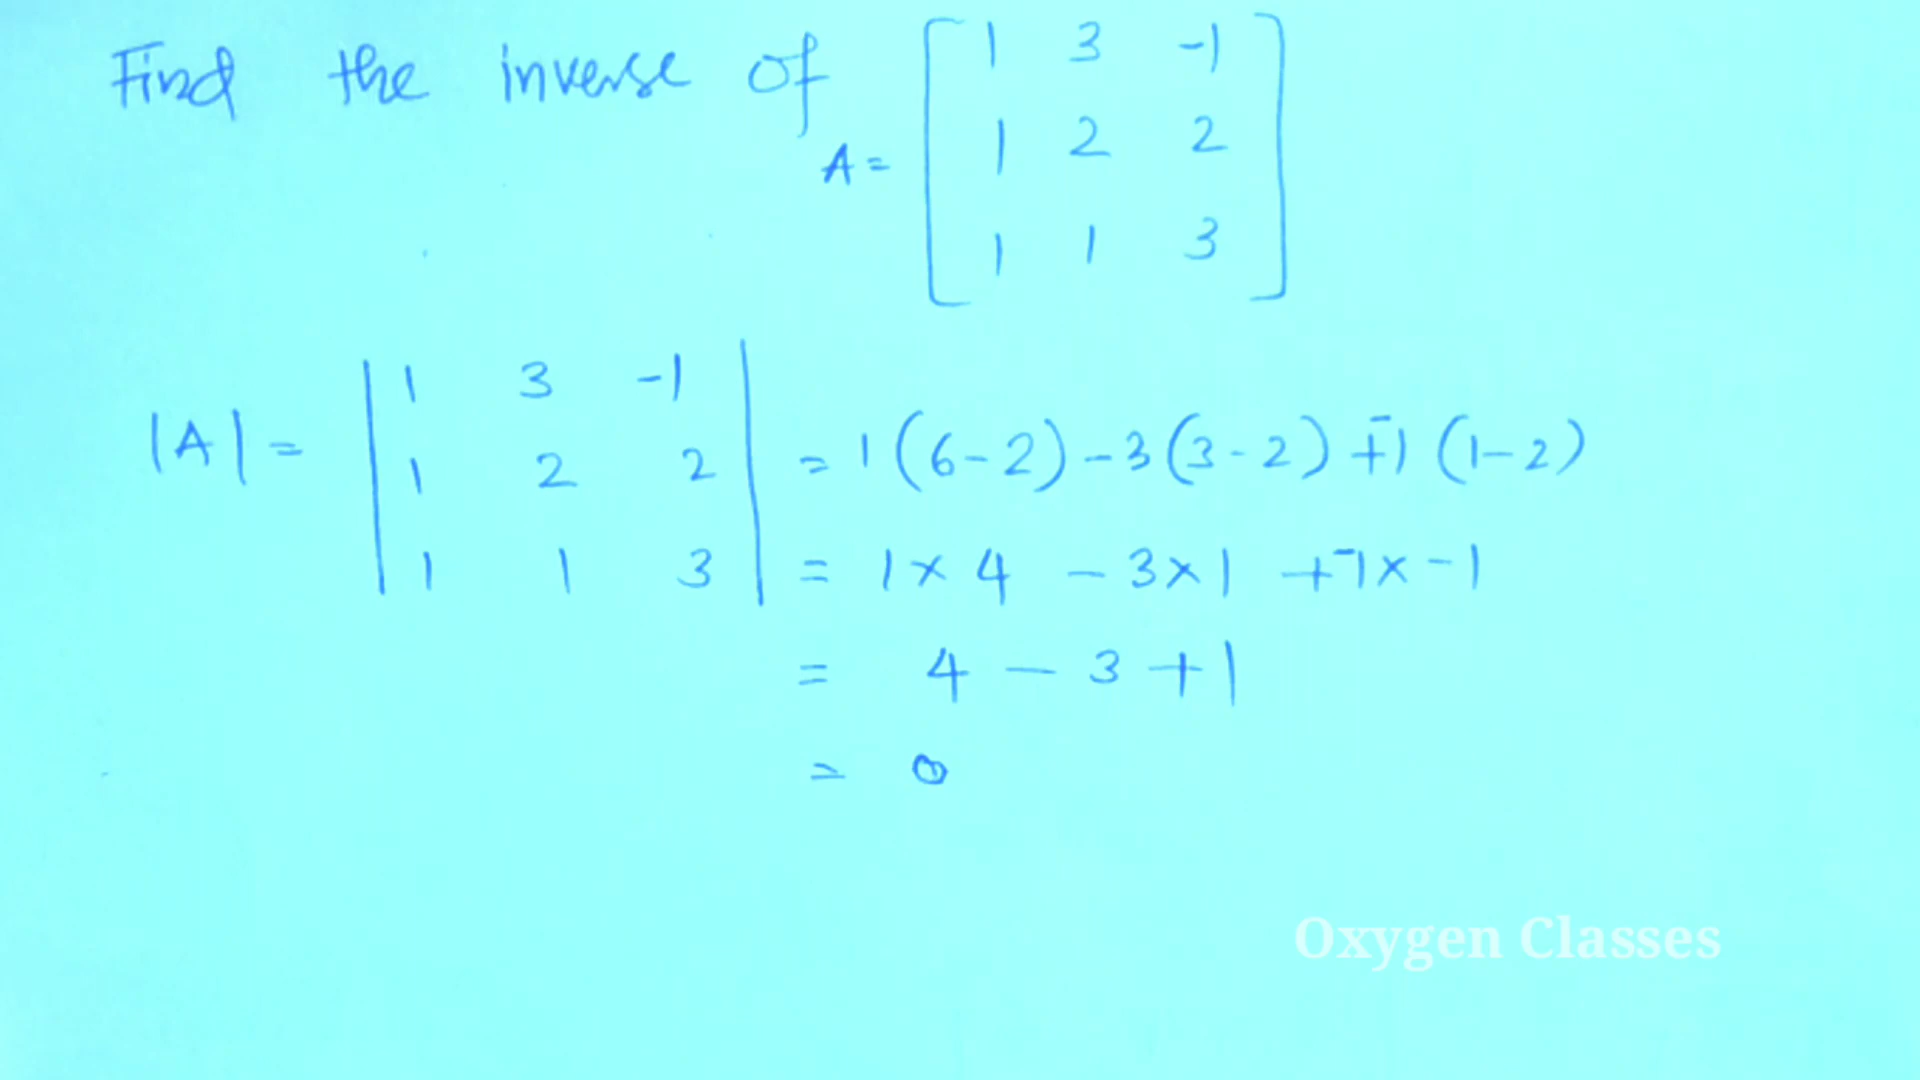 Find the inverse of
A = [ 1 3 -1
1 2 2
1 1 3 ]
|A| = | 1 3 -1
1 2 2
1 1 3 | = 1(6-2)-3(3-2)+-1(1-2)
= 1×4 - 3×1 +-1×-1
= 4 - 3 + 1
= 0
Oxygen Classes